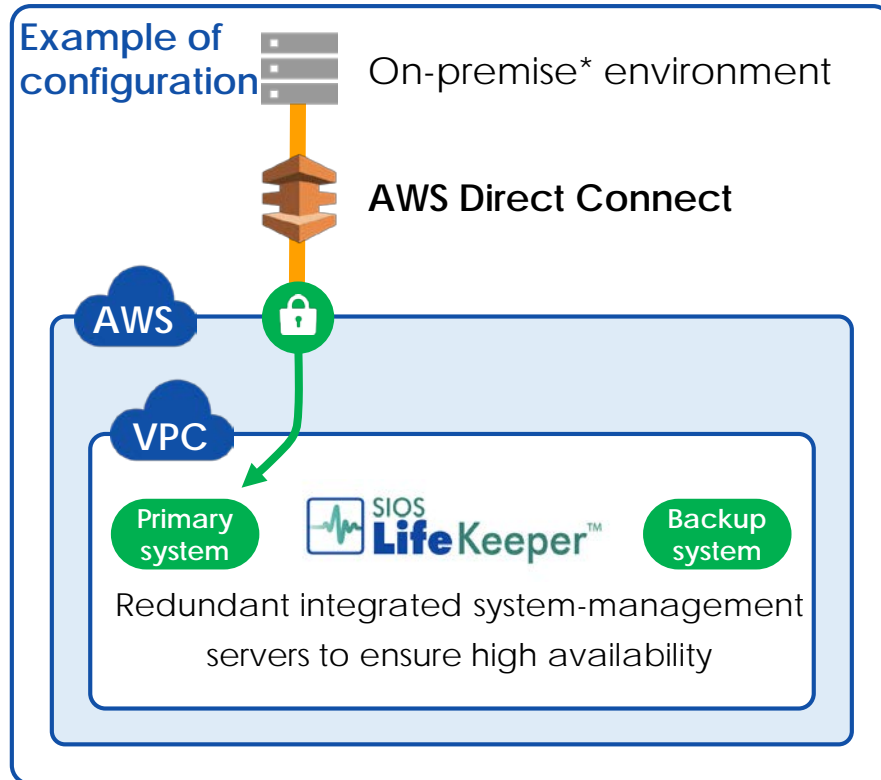 Example of
configuration
On-premise* environment
AWS Direct Connect
AWS
VPC
Primary
system
SIOS
LifeKeeper™
Backup
system
Redundant integrated system-management
servers to ensure high availability